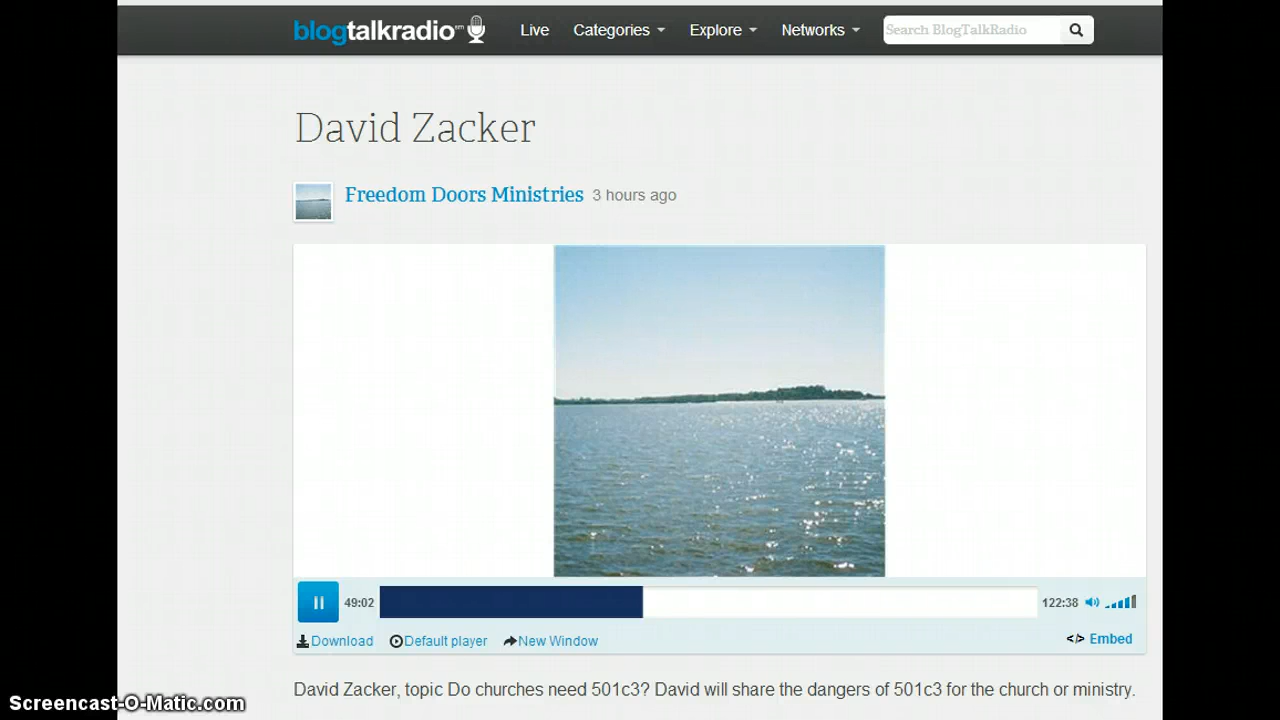 blogtalkradio℠ Live Categories Explore Networks Search BlogTalkRadio
David Zacker
Freedom Doors Ministries 3 hours ago
49:02 122:38
Download Default player New Window </> Embed
David Zacker, topic Do churches need 501c3? David will share the dangers of 501c3 for the church or ministry.
Screencast-O-Matic.com